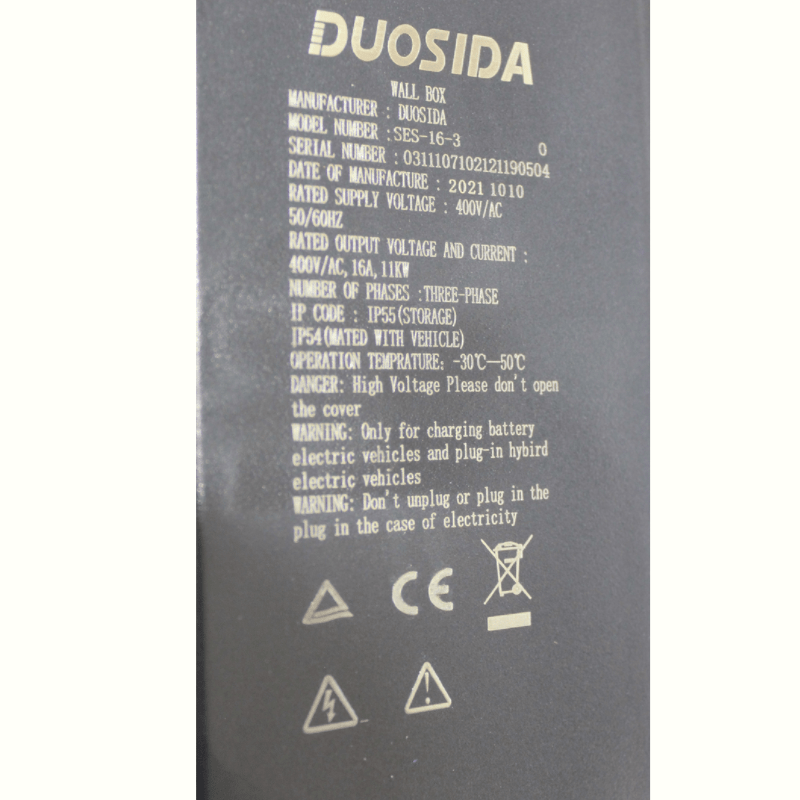 DUOSIDA
WALL BOX
MANUFACTURER : DUOSIDA
MODEL NUMBER :SES-16-3 0
SERIAL NUMBER : 0311107102121190504
DATE OF MANUFACTURE : 2021 1010
RATED SUPPLY VOLTAGE : 400V/AC
50/60HZ
RATED OUTPUT VOLTAGE AND CURRENT :
400V/AC, 16A, 11KW
NUMBER OF PHASES :THREE-PHASE
IP CODE : IP55(STORAGE)
IP54(MATED WITH VEHICLE)
OPERATION TEMPRATURE: -30℃—50℃
DANGER: High Voltage Please don't open
the cover
WARNING: Only for charging battery
electric vehicles and plug-in hybird
electric vehicles
WARNING: Don't unplug or plug in the
plug in the case of electricity
CE